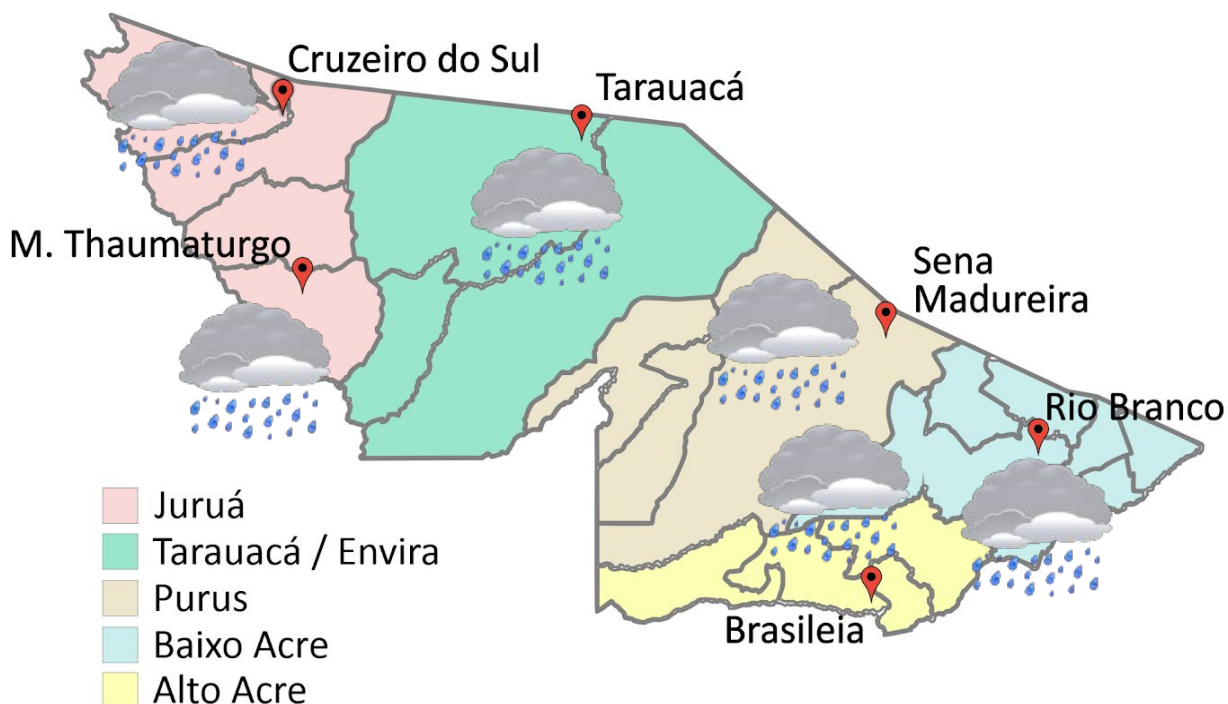 Cruzeiro do Sul
Tarauacá
M. Thaumaturgo
Sena
Madureira
Rio Branco
Brasileia
Juruá
Tarauacá / Envira
Purus
Baixo Acre
Alto Acre